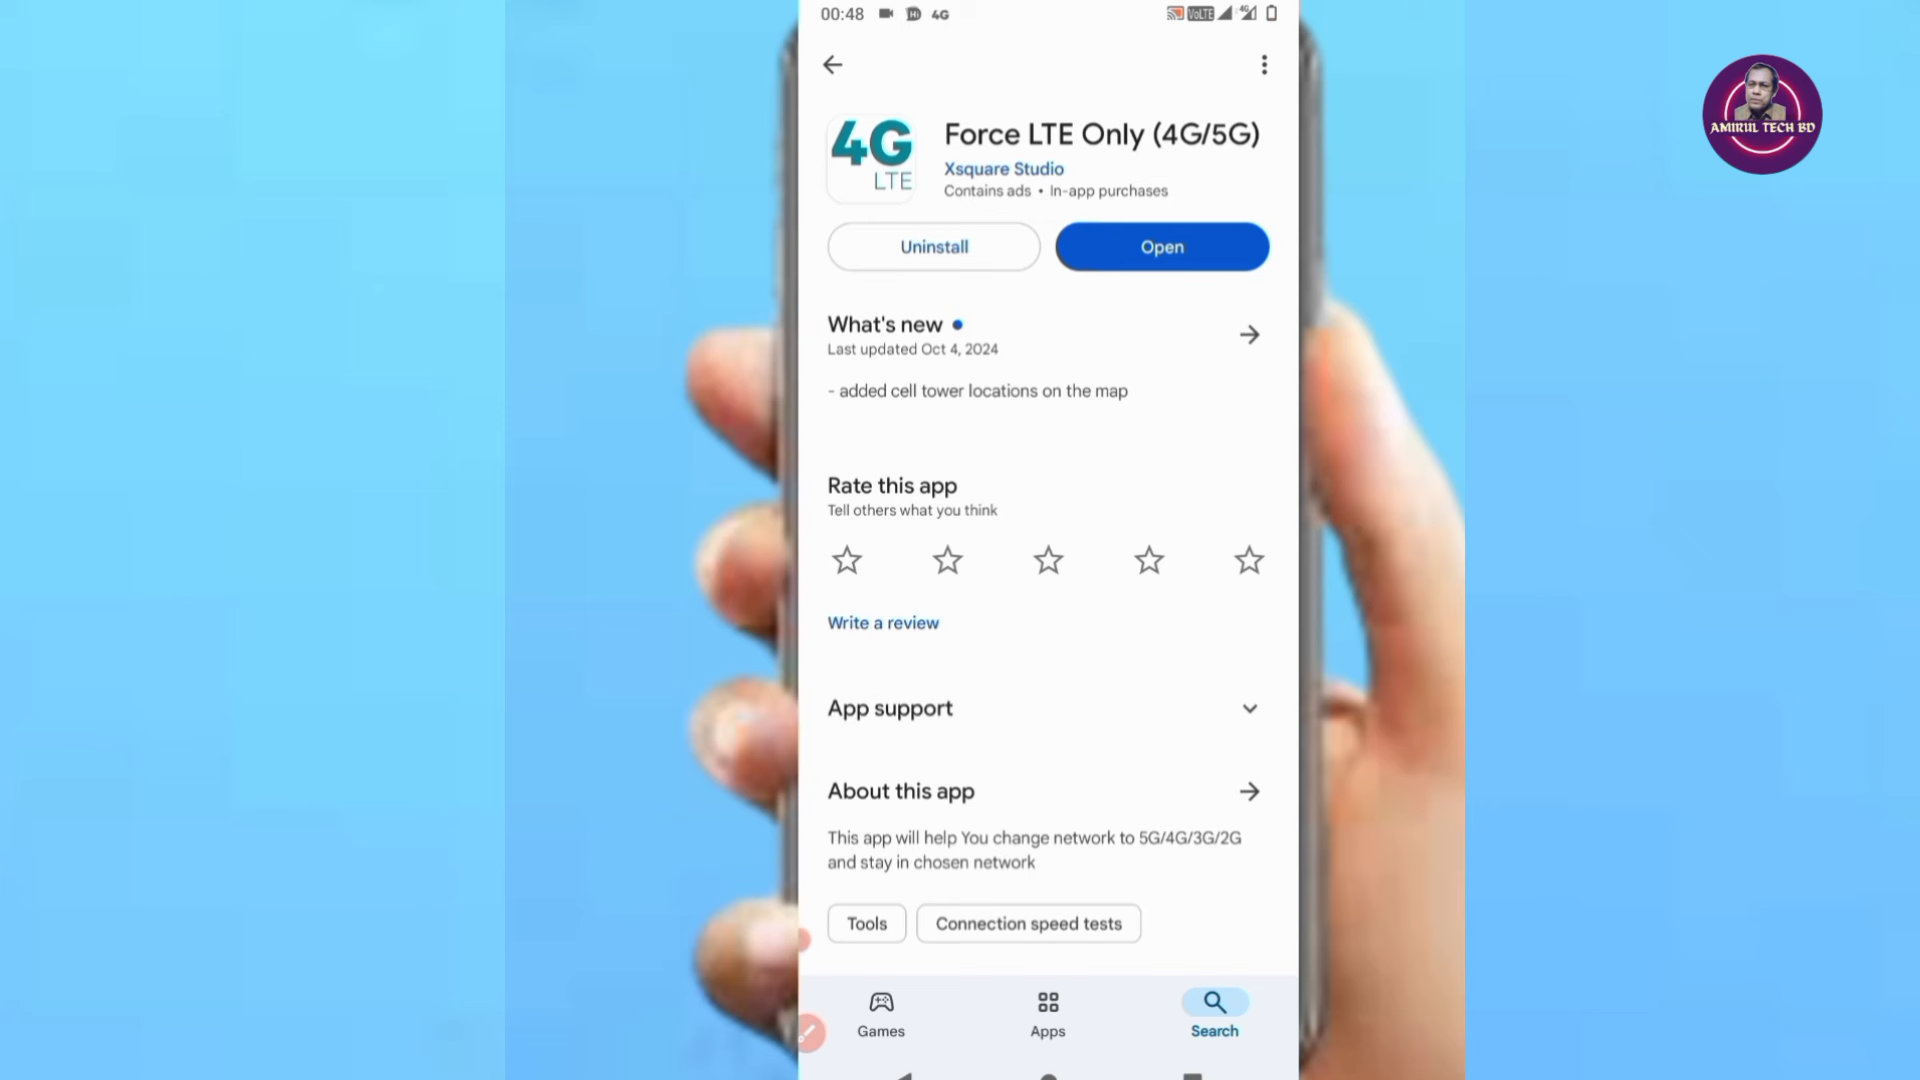 00:48 4G VoLTE 4G
AMIRUL TECH BD
4G
LTE
Force LTE Only (4G/5G)
Xsquare Studio
Contains ads • In-app purchases
Uninstall
Open
What's new
Last updated Oct 4, 2024
- added cell tower locations on the map
Rate this app
Tell others what you think
Write a review
App support
About this app
This app will help You change network to 5G/4G/3G/2G
and stay in chosen network
Tools
Connection speed tests
Games
Apps
Search